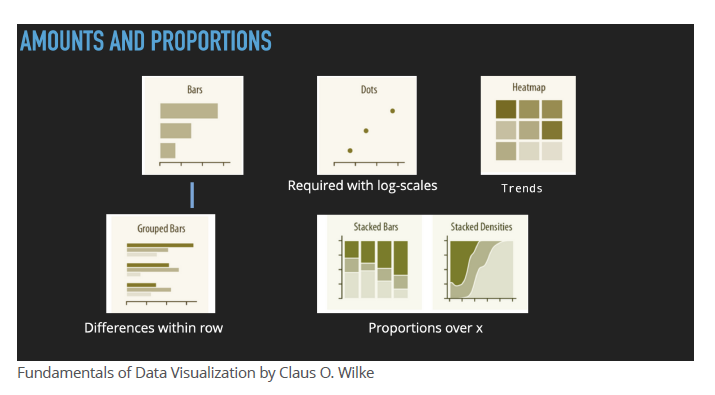 AMOUNTS AND PROPORTIONS
Bars
Dots
Heatmap
Required with log-scales
Trends
Grouped Bars
Stacked Bars
Stacked Densities
Differences within row
Proportions over x
Fundamentals of Data Visualization by Claus O. Wilke